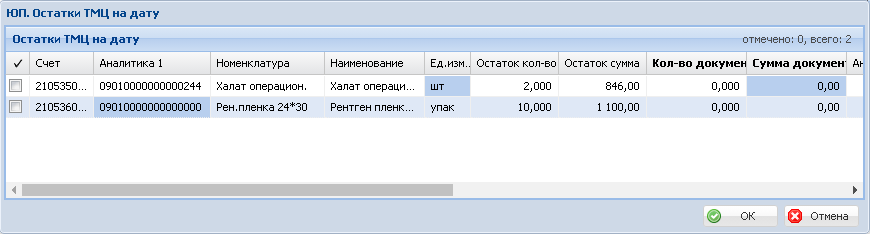 ЮП. Остатки ТМЦ на дату
Остатки ТМЦ на дату отмечено: 0, всего: 2
✓ Счет Аналитика 1 Номенклатура Наименование Ед.изм... Остаток кол-во Остаток сумма Кол-во докумен Сумма докумен Ан
2105350... 09010000000000244 Халат операцион. Халат операци... шт 2,000 846,00 0,000 0,00
2105360... 09010000000000000 Рен.пленка 24*30 Рентген пленк... упак 10,000 1 100,00 0,000 0,00
ОК Отмена